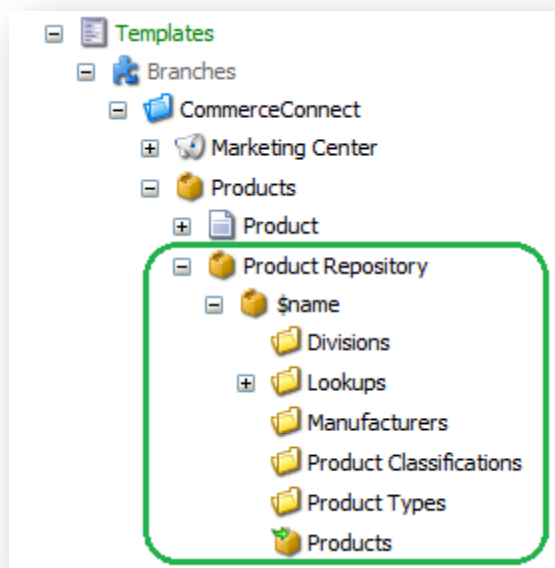 Templates
Branches
CommerceConnect
Marketing Center
Products
Product
Product Repository
$name
Divisions
Lookups
Manufacturers
Product Classifications
Product Types
Products